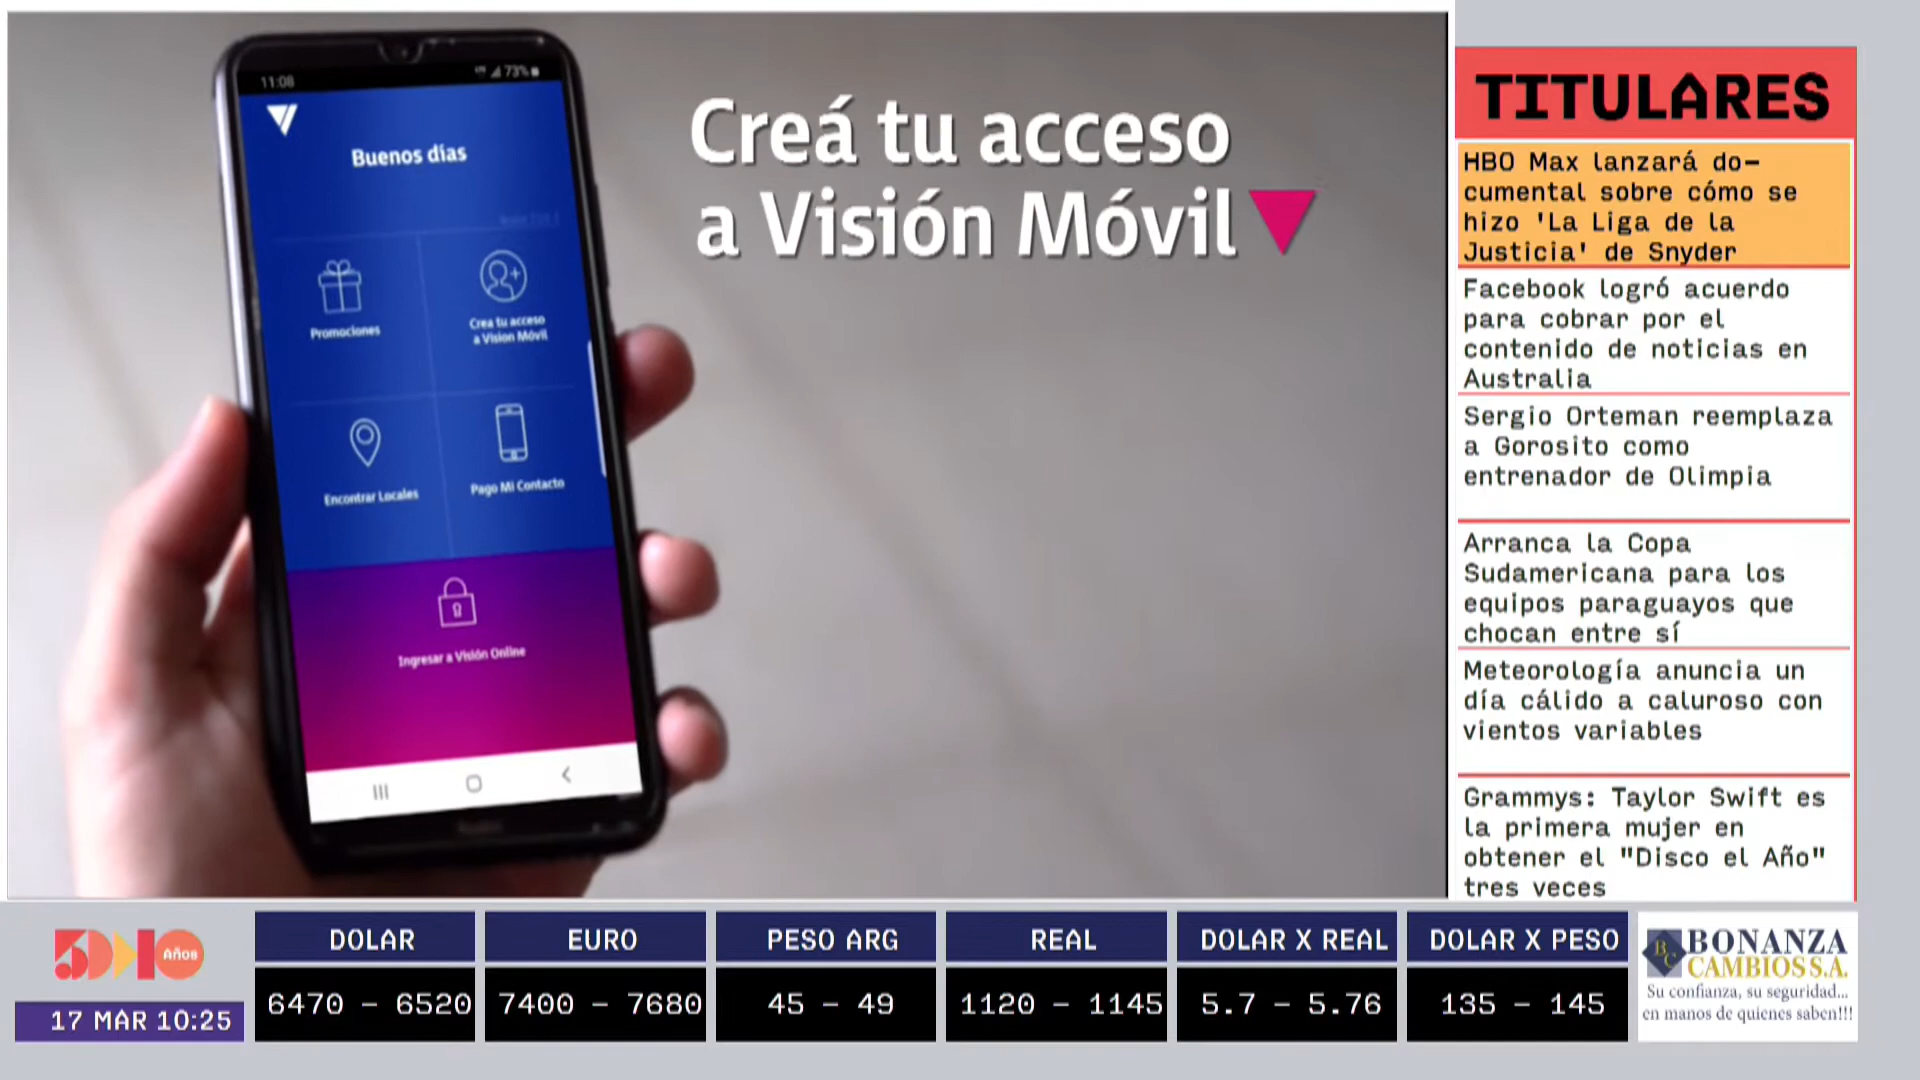 11:08
73%
Buenos días
Promociones
Crea tu acceso
a Vision Móvil
Encontrar Locales
Pago Mi Contacto
Ingresar a Visión Online
Creá tu acceso
a Visión Móvil
TITULARES
HBO Max lanzará do-
cumental sobre cómo se
hizo 'La Liga de la
Justicia' de Snyder
Facebook logró acuerdo
para cobrar por el
contenido de noticias en
Australia
Sergio Orteman reemplaza
a Gorosito como
entrenador de Olimpia
Arranca la Copa
Sudamericana para los
equipos paraguayos que
chocan entre sí
Meteorología anuncia un
día cálido a caluroso con
vientos variables
Grammys: Taylor Swift es
la primera mujer en
obtener el "Disco el Año"
tres veces
Años
17 MAR 10:25
DOLAR
6470 - 6520
EURO
7400 - 7680
PESO ARG
45 - 49
REAL
1120 - 1145
DOLAR X REAL
5.7 - 5.76
DOLAR X PESO
135 - 145
BC
BONANZA
CAMBIOS S.A.
Su confianza, su seguridad...
en manos de quienes saben!!!